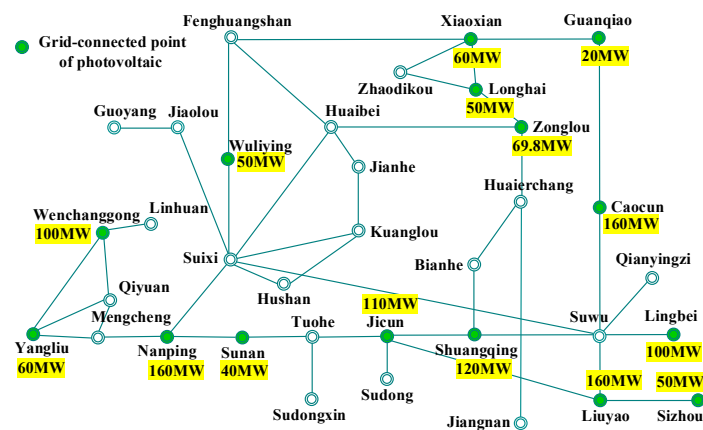 Fenghuangshan
Xiaoxian
Guanqiao
Grid-connected point
of photovoltaic
60MW
20MW
Zhaodikou
Longhai
50MW
Guoyang
Jiaolou
Huaibei
Zonglou
69.8MW
Wuliying
50MW
Jianhe
Huaierchang
Linhuan
Wenchanggong
100MW
Caocun
160MW
Kuanglou
Suixi
Bianhe
Qianyingzi
Qiyuan
Hushan
110MW
Mengcheng
Tuohe
Jicun
Suwu
Lingbei
Yangliu
60MW
Nanping
160MW
Sunan
40MW
Shuangqing
120MW
100MW
160MW
50MW
Sudong
Liuyao
Sizhou
Sudongxin
Jiangnan